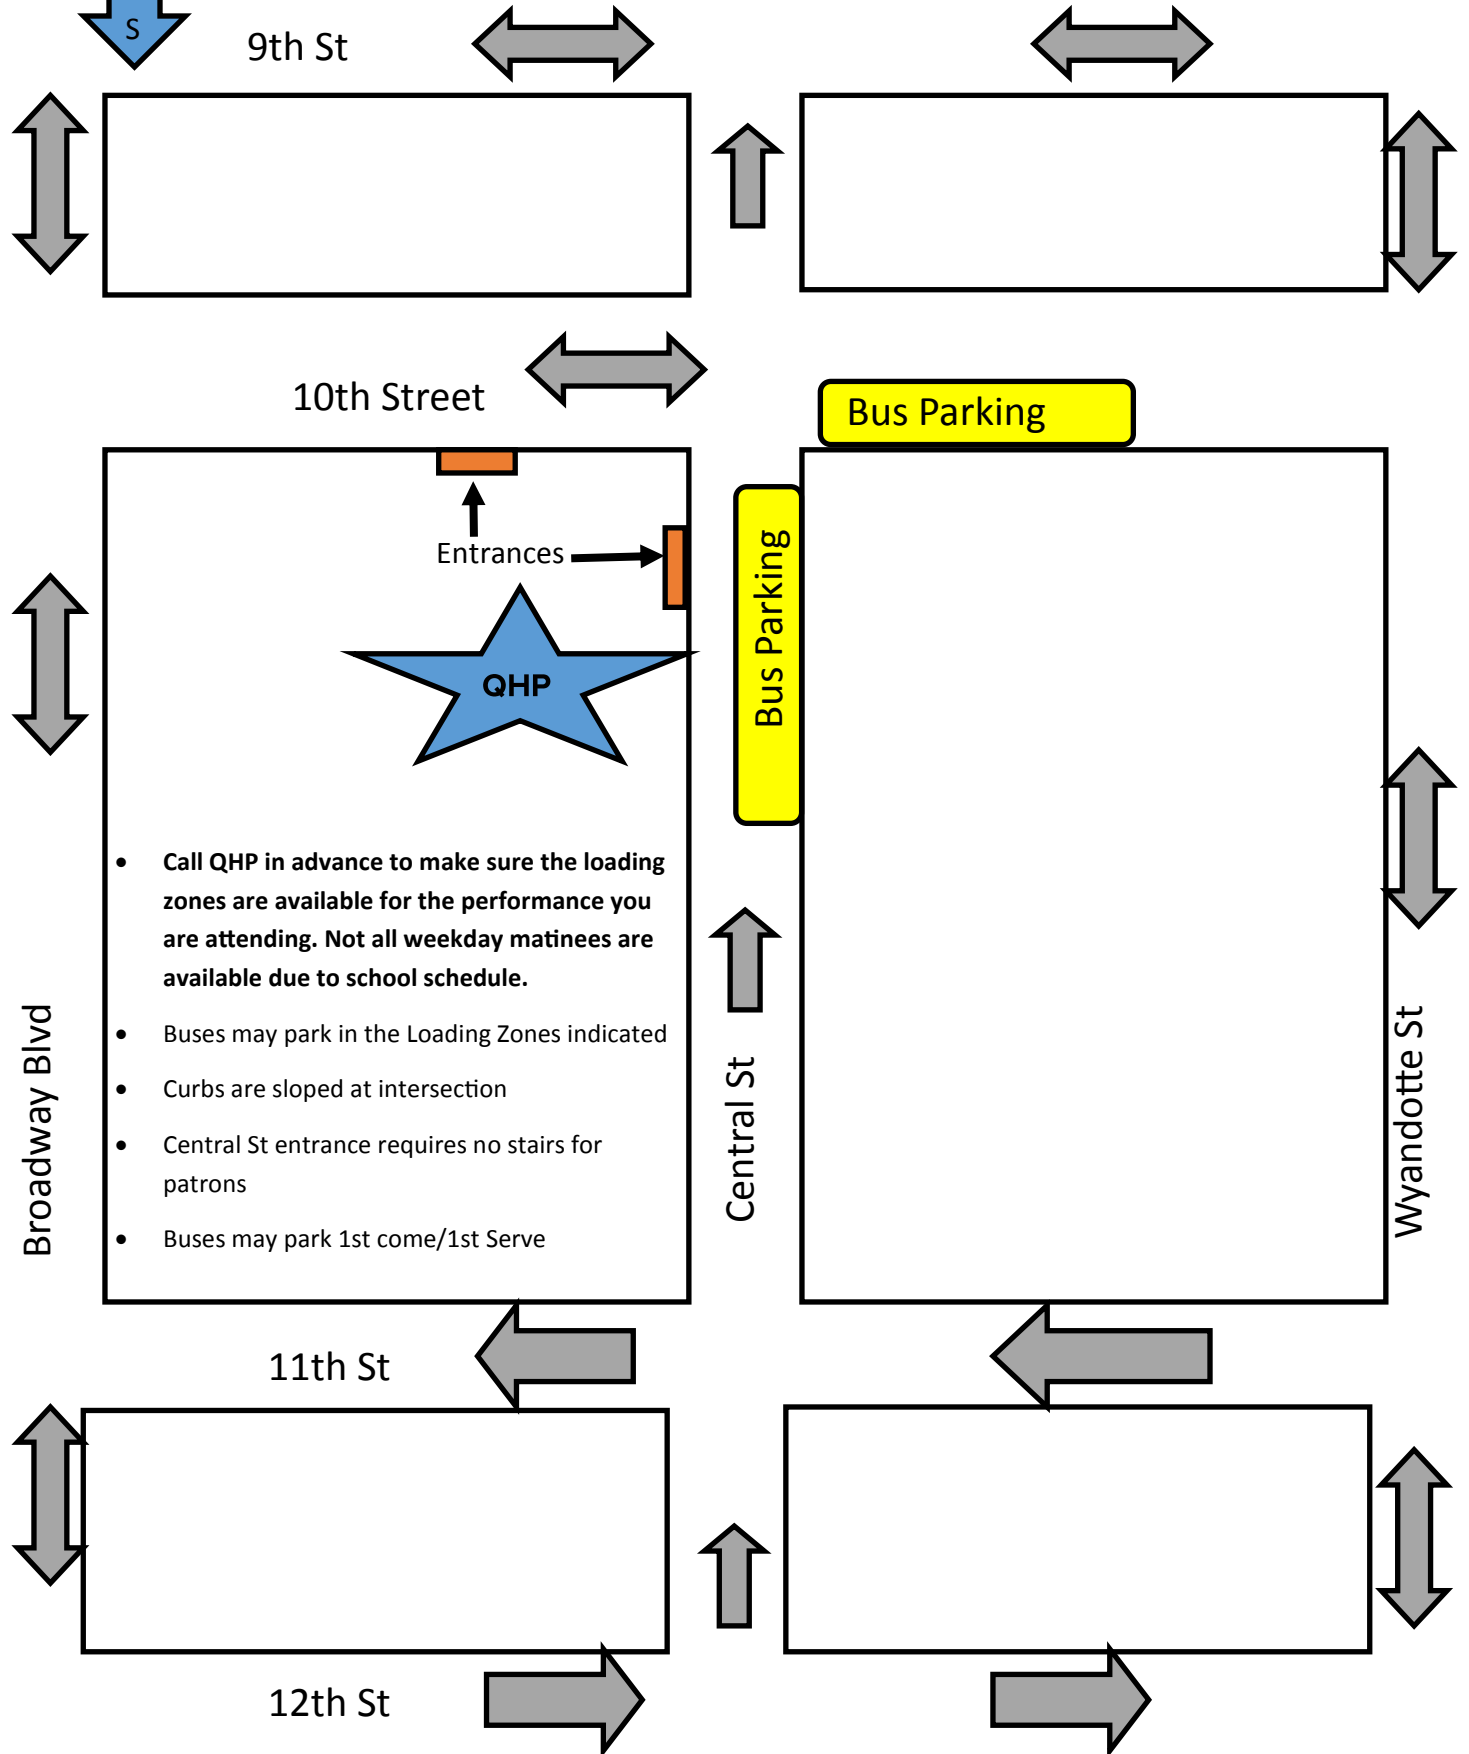 S
9th St
10th Street
Bus Parking
Entrances
Bus Parking
QHP
• Call QHP in advance to make sure the loading
zones are available for the performance you
are attending. Not all weekday matinees are
available due to school schedule.
• Buses may park in the Loading Zones indicated
• Curbs are sloped at intersection
• Central St entrance requires no stairs for
patrons
• Buses may park 1st come/1st Serve
Broadway Blvd
Central St
Wyandotte St
11th St
12th St